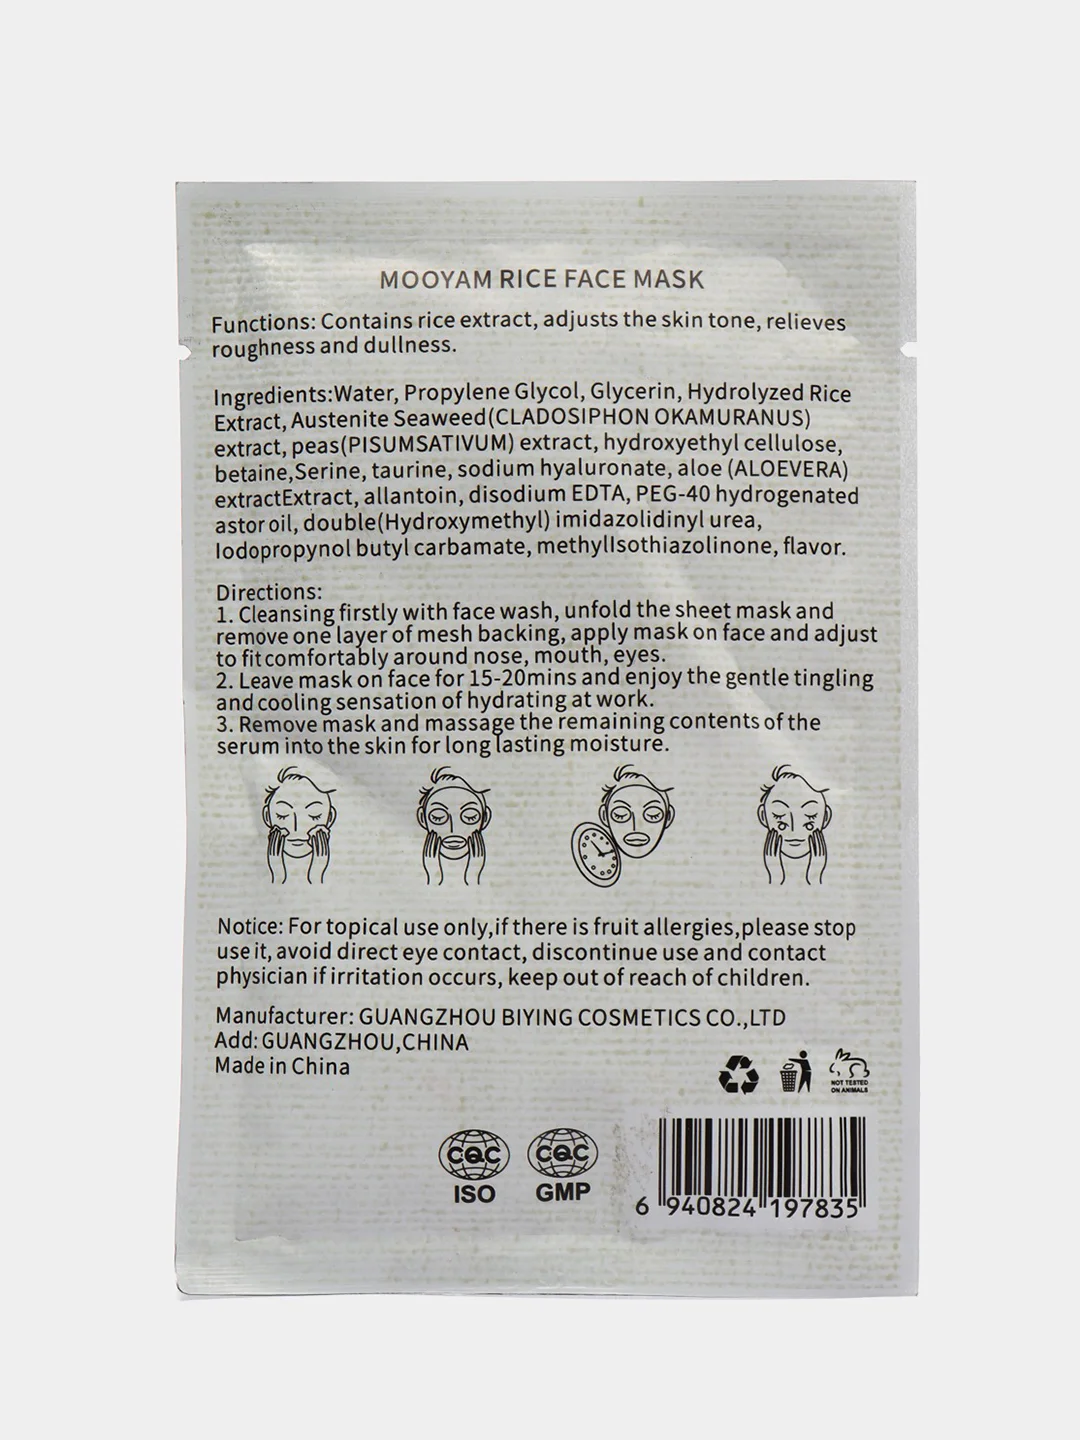 MOOYAM RICE FACE MASK
Functions: Contains rice extract, adjusts the skin tone, relieves
roughness and dullness.
Ingredients:Water, Propylene Glycol, Glycerin, Hydrolyzed Rice
Extract, Austenite Seaweed(CLADOSIPHON OKAMURANUS)
extract, peas(PISUMSATIVUM) extract, hydroxyethyl cellulose,
betaine,Serine, taurine, sodium hyaluronate, aloe (ALOEVERA)
extractExtract, allantoin, disodium EDTA, PEG-40 hydrogenated
astor oil, double(Hydroxymethyl) imidazolidinyl urea,
Iodopropynol butyl carbamate, methylIsothiazolinone, flavor.
Directions:
1. Cleansing firstly with face wash, unfold the sheet mask and
remove one layer of mesh backing, apply mask on face and adjust
to fit comfortably around nose, mouth, eyes.
2. Leave mask on face for 15-20mins and enjoy the gentle tingling
and cooling sensation of hydrating at work.
3. Remove mask and massage the remaining contents of the
serum into the skin for long lasting moisture.
Notice: For topical use only,if there is fruit allergies,please stop
use it, avoid direct eye contact, discontinue use and contact
physician if irritation occurs, keep out of reach of children.
Manufacturer: GUANGZHOU BIYING COSMETICS CO.,LTD
Add:GUANGZHOU,CHINA
Made in China
NOT TESTED
ON ANIMALS
CQC CQC
ISO GMP
6 940824 197835